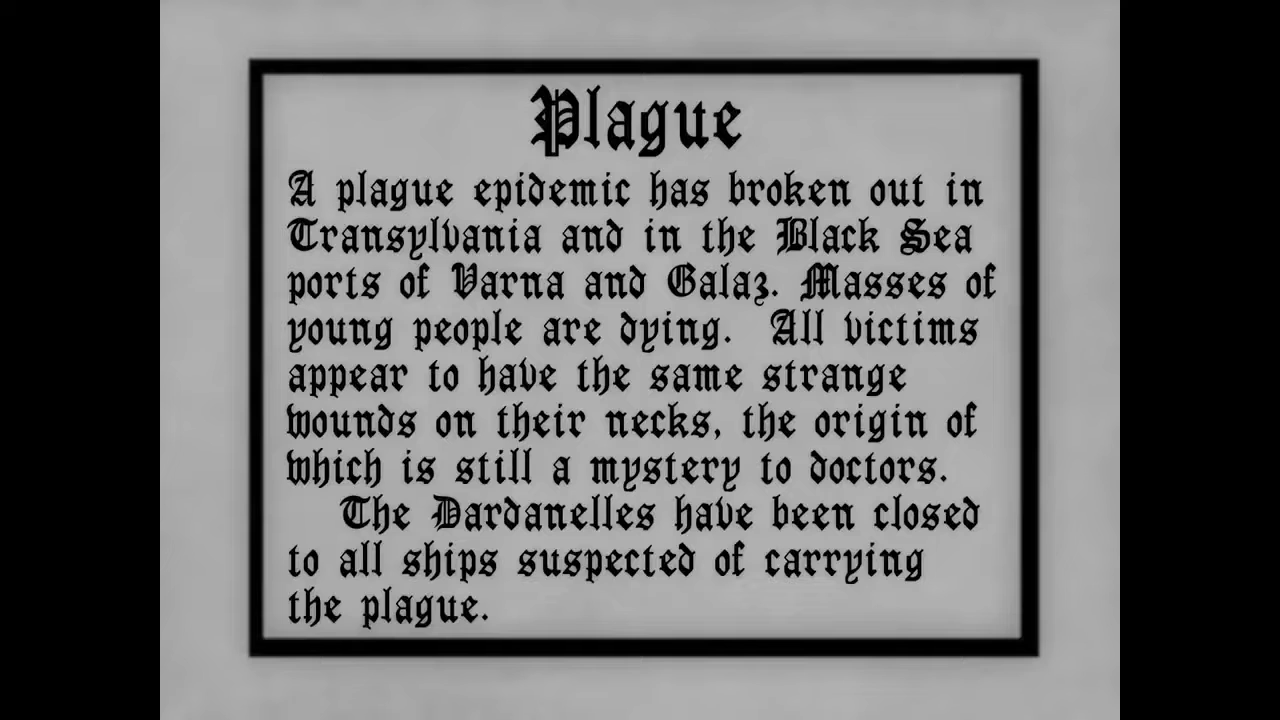 Plague
A plague epidemic has broken out in
Transylvania and in the Black Sea
ports of Varna and Galaz. Masses of
young people are dying. All victims
appear to have the same strange
wounds on their necks, the origin of
which is still a mystery to doctors.
The Dardanelles have been closed
to all ships suspected of carrying
the plague.